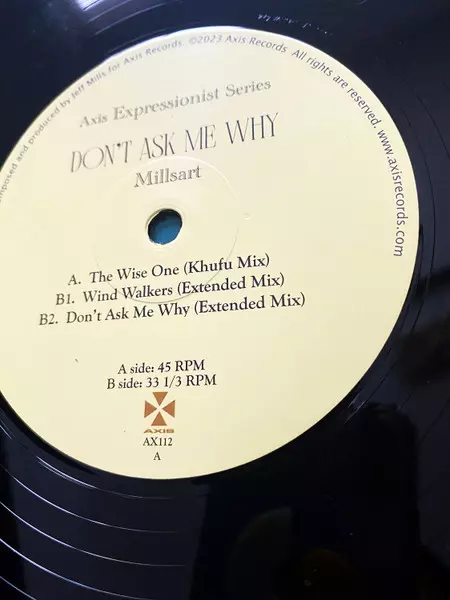 omposed and produced by Jeff Mills for Axis Records. ©2023 Axis Records. All rights are reserved. www.axisrecords.com
Axis Expressionist Series
DON'T ASK ME WHY
Millsart
A. The Wise One (Khufu Mix)
B1. Wind Walkers (Extended Mix)
B2. Don't Ask Me Why (Extended Mix)
A side: 45 RPM
B side: 33 1/3 RPM
AXIS
AX112
A